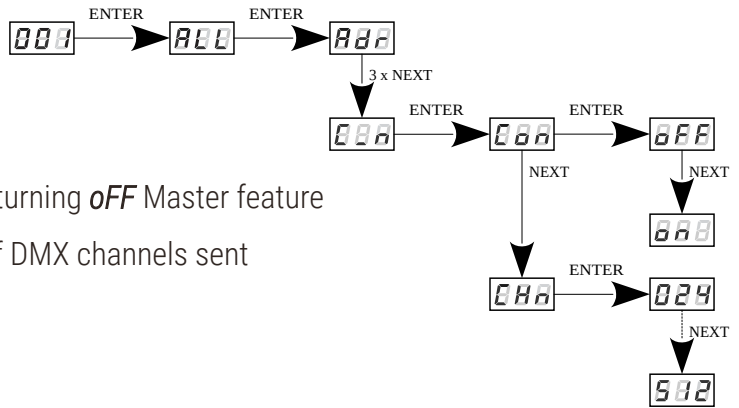 ENTER ENTER
001 ALL Adr
3 x NEXT
ENTER ENTER
C_n Con oFF
NEXT NEXT
turning oFF Master feature
on
f DMX channels sent
ENTER
CHn 024
NEXT
512